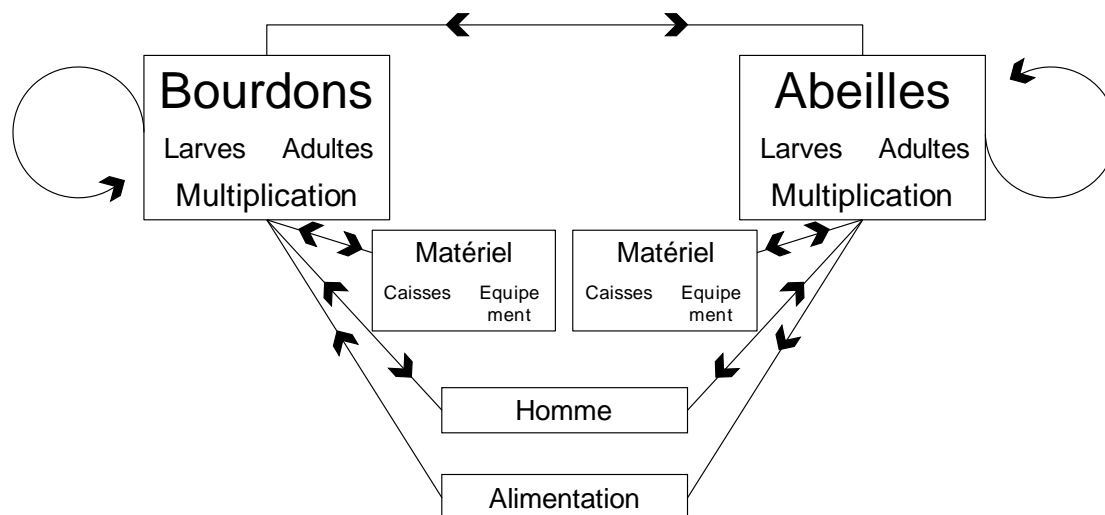 Bourdons
Larves Adultes
Multiplication
Abeilles
Larves Adultes
Multiplication
Matériel
Caisses Equipe
ment
Matériel
Caisses Equipe
ment
Homme
Alimentation